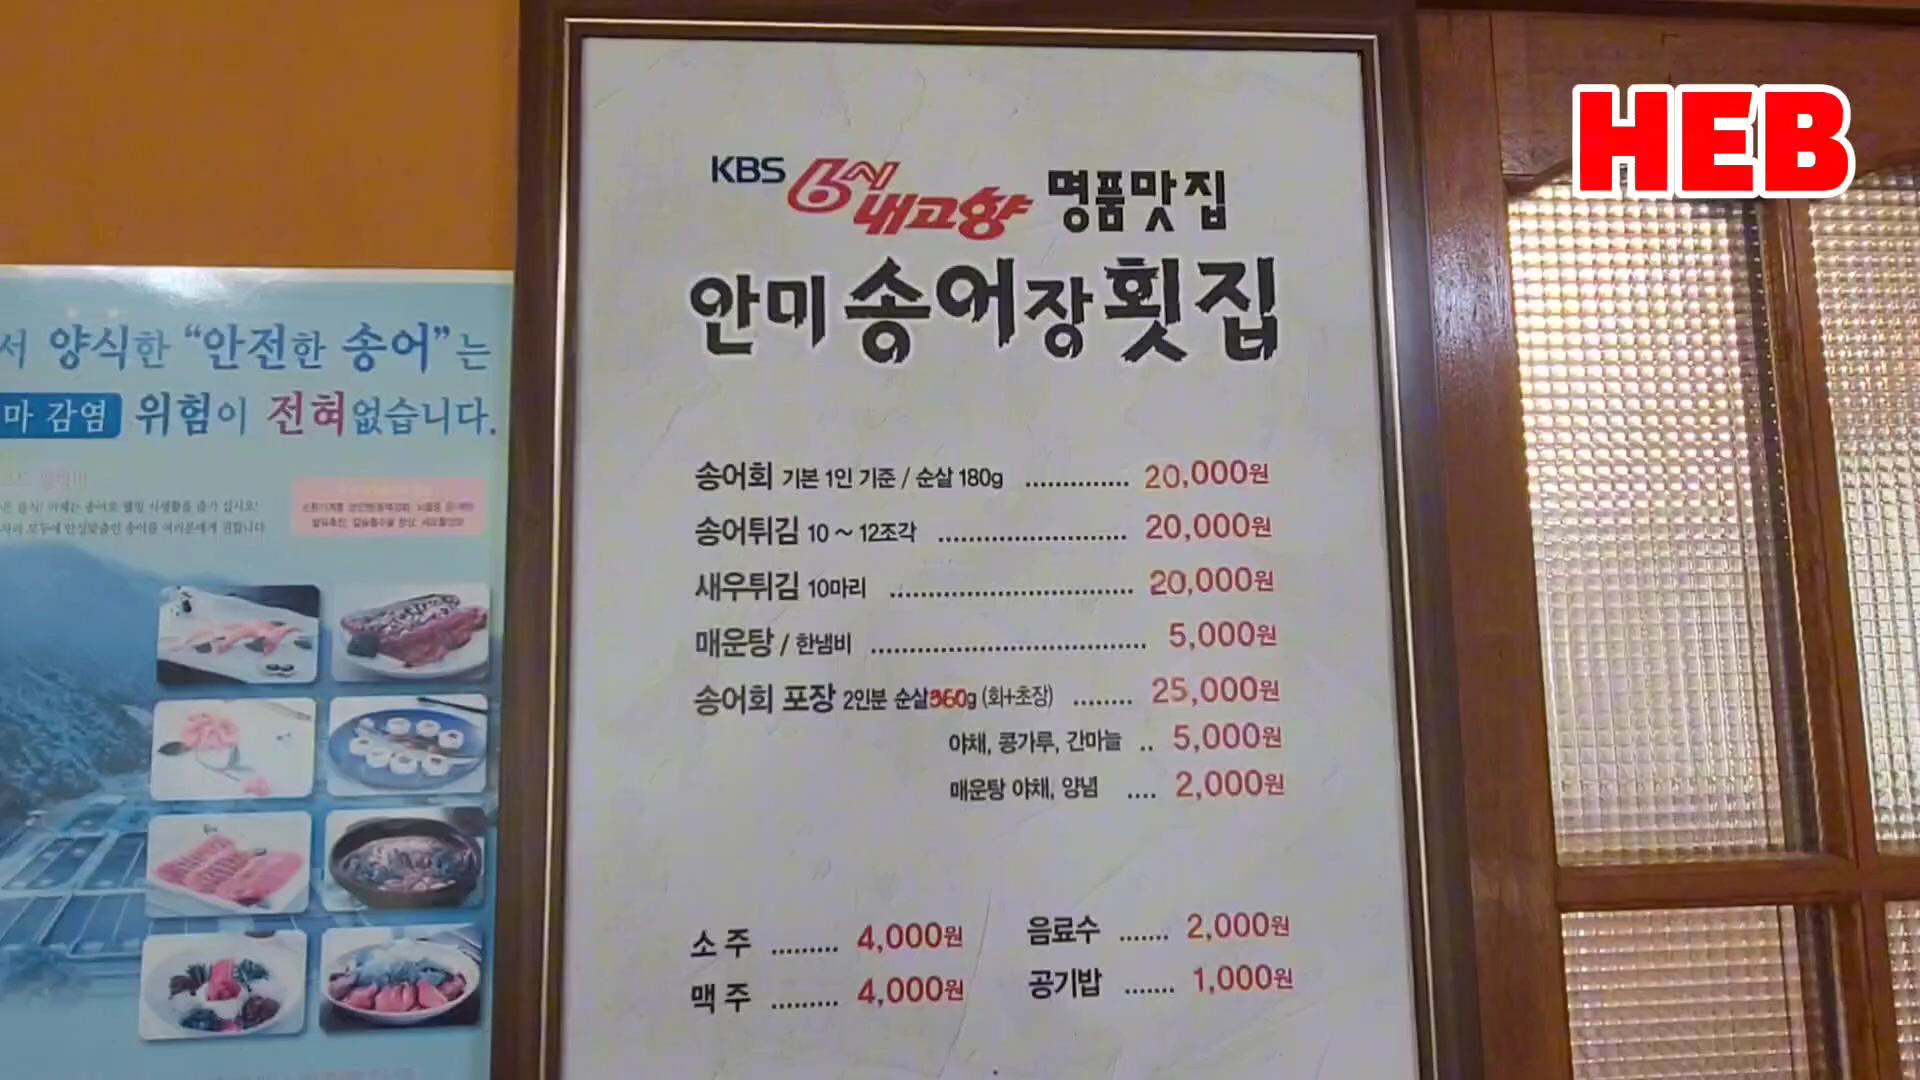 HEB
KBS 6시 내고향 명품맛집
안미송어장횟집
송어회 기본 1인 기준 / 순살 180g ............. 20,000원
송어튀김 10 ~ 12조각 ........................ 20,000원
새우튀김 10마리 ............................... 20,000원
매운탕 / 한냄비 ................................... 5,000원
송어회 포장 2인분 순살360g (회+초장) ........ 25,000원
야채, 콩가루, 간마늘 .. 5,000원
매운탕 야채, 양념 .... 2,000원
소주 ......... 4,000원
맥주 ......... 4,000원
음료수 ....... 2,000원
공기밥 ....... 1,000원
서 양식한 “안전한 송어”는
마 감염 위험이 전혀없습니다.